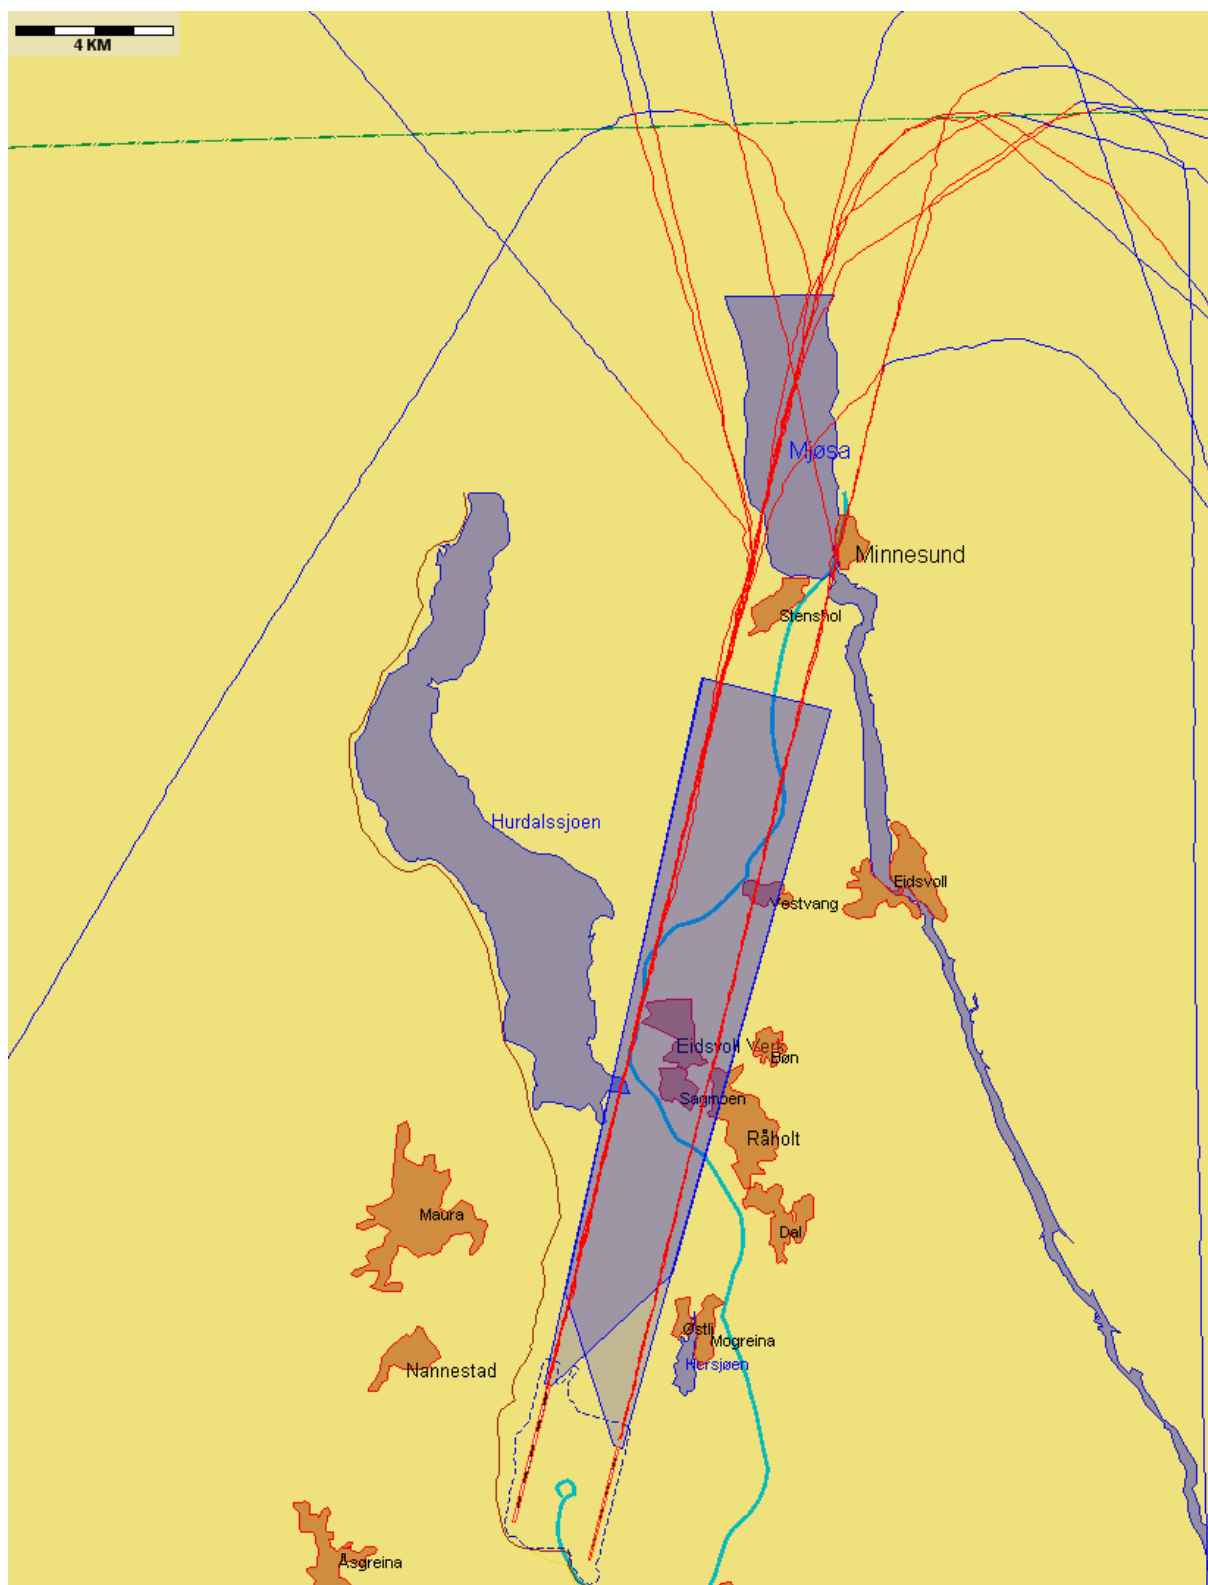 4 KM
Mjøsa
Minnesund
Stenshol
Hurdalssjoen
Eidsvoll
Vestvang
Eidsvoll Verk
Bøn
Sagmoen
Råholt
Maura
Dal
Østli
Mogreina
Hersjøen
Nannestad
Åsgreina